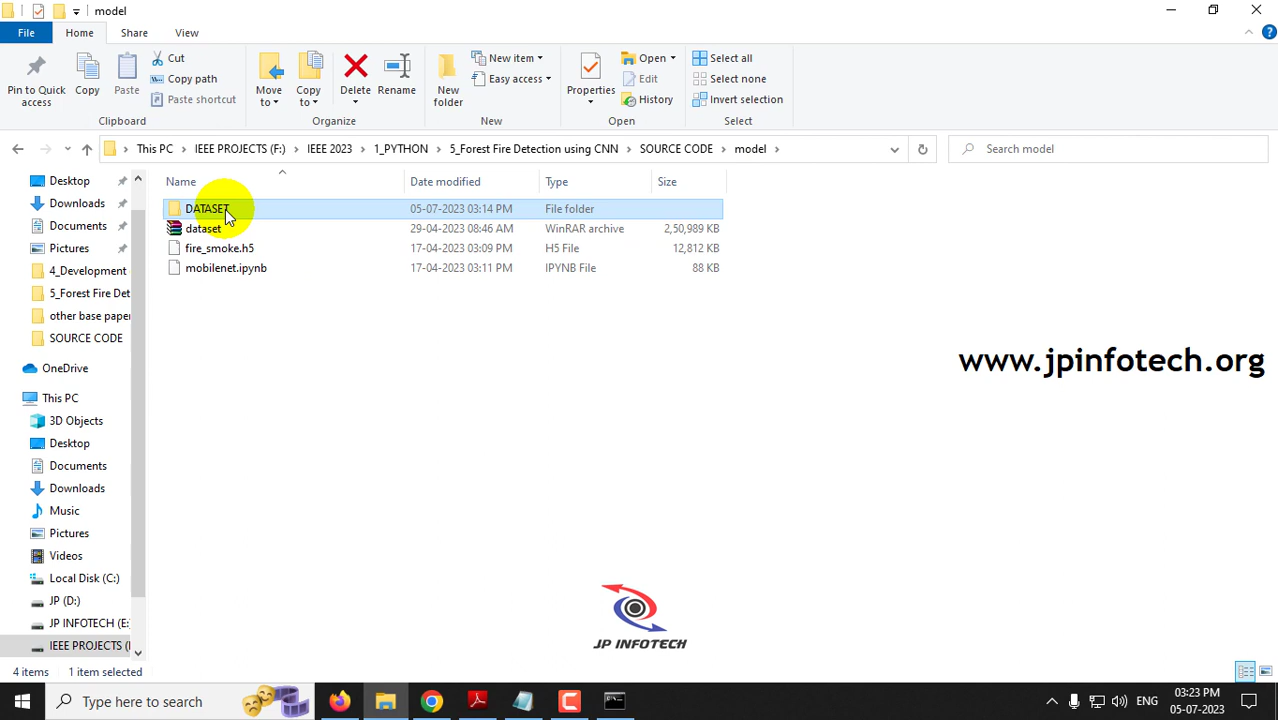 model
File Home Share View
Pin to Quick access
Copy
Paste
Cut
Copy path
Paste shortcut
Clipboard
Move to
Copy to
Delete
Rename
Organize
New folder
New item
Easy access
New
Properties
Open
Edit
History
Open
Select all
Select none
Invert selection
Select
This PC IEEE PROJECTS (F:) IEEE 2023 1_PYTHON 5_Forest Fire Detection using CNN SOURCE CODE model
Search model
Name Date modified Type Size
DATASET 05-07-2023 03:14 PM File folder
dataset 29-04-2023 08:46 AM WinRAR archive 2,50,989 KB
fire_smoke.h5 17-04-2023 03:09 PM H5 File 12,812 KB
mobilenet.ipynb 17-04-2023 03:11 PM IPYNB File 88 KB
Desktop
Downloads
Documents
Pictures
4_Development
5_Forest Fire Det
other base paper
SOURCE CODE
OneDrive
This PC
3D Objects
Desktop
Documents
Downloads
Music
Pictures
Videos
Local Disk (C:)
JP (D:)
JP INFOTECH (E:
IEEE PROJECTS (
www.jpinfotech.org
JP INFOTECH
4 items 1 item selected
Type here to search
ENG
03:23 PM
05-07-2023